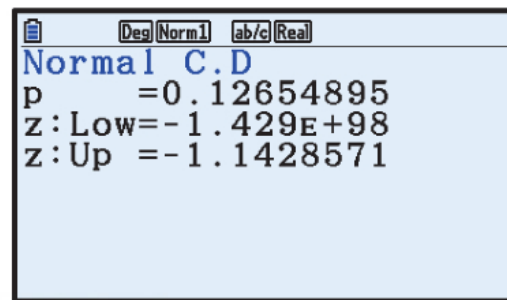 Deg Norm1 ab/c Real
Normal C.D
p =0.12654895
z:Low=-1.429E+98
z:Up =-1.1428571